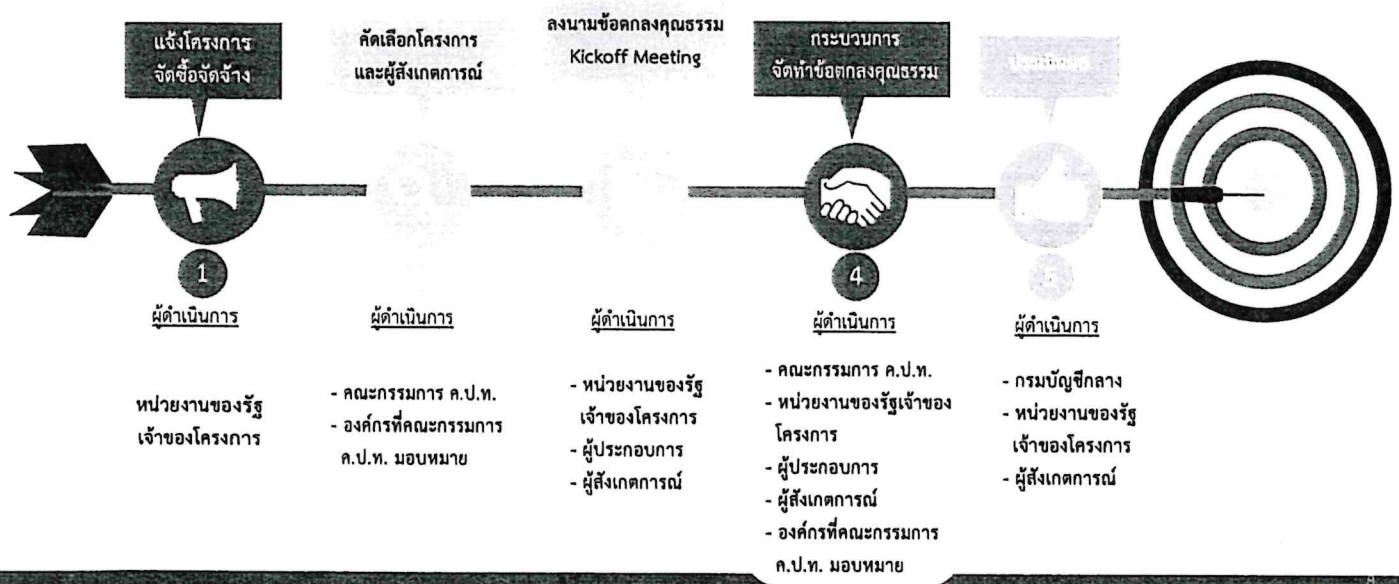 แจ้งโครงการ
จัดซื้อจัดจ้าง
คัดเลือกโครงการ
และผู้สังเกตการณ์
ลงนามข้อตกลงคุณธรรม
Kickoff Meeting
กระบวนการ
จัดทำข้อตกลงคุณธรรม
1
4
5
ผู้ดำเนินการ
ผู้ดำเนินการ
ผู้ดำเนินการ
ผู้ดำเนินการ
ผู้ดำเนินการ
หน่วยงานของรัฐ
เจ้าของโครงการ
- คณะกรรมการ ค.ป.ท.
- องค์กรที่คณะกรรมการ
ค.ป.ท. มอบหมาย
- หน่วยงานของรัฐ
เจ้าของโครงการ
- ผู้ประกอบการ
- ผู้สังเกตการณ์
- คณะกรรมการ ค.ป.ท.
- หน่วยงานของรัฐเจ้าของ
โครงการ
- ผู้ประกอบการ
- ผู้สังเกตการณ์
- องค์กรที่คณะกรรมการ
ค.ป.ท. มอบหมาย
- กรมบัญชีกลาง
- หน่วยงานของรัฐ
เจ้าของโครงการ
- ผู้สังเกตการณ์